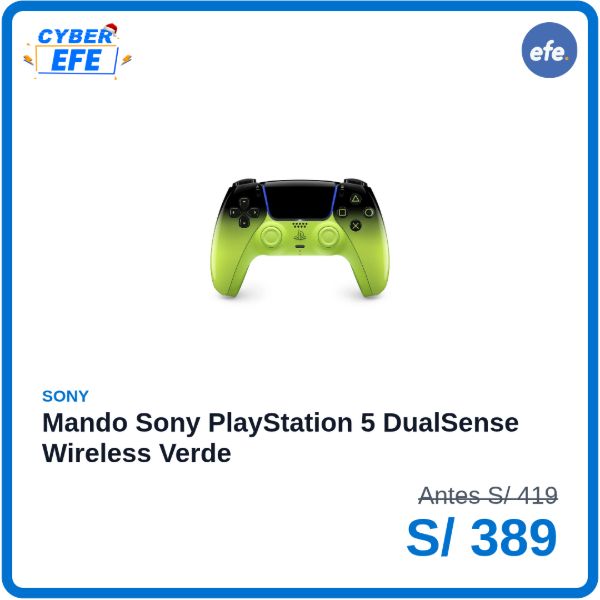 CYBER
EFE
efe.
SONY
Mando Sony PlayStation 5 DualSense
Wireless Verde
Antes S/ 419
S/ 389